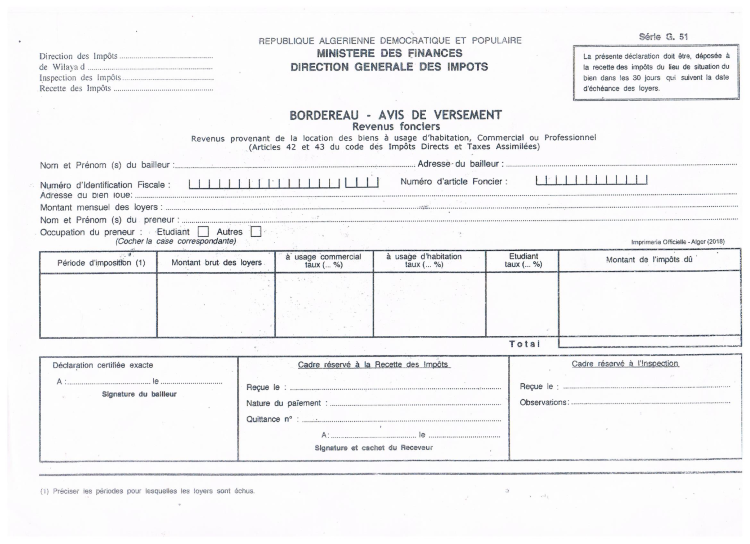 Série G. 51
REPUBLIQUE ALGERIENNE DEMOCRATIQUE ET POPULAIRE
MINISTERE DES FINANCES
DIRECTION GENERALE DES IMPOTS
Direction des Impôts
de Wilaya d
Inspection des Impôts
Recette des Impôts
La présente déclaration doit être, déposée à
la recette des impôts du lieu de situation du
bien dans les 30 jours qui suivent la date
d'échéance des loyers.
BORDEREAU - AVIS DE VERSEMENT
Revenus fonciers
Revenus provenant de la location des biens à usage d'habitation, Commercial ou Professionnel
(Articles 42 et 43 du code des Impôts Directs et Taxes Assimilées)
Nom et Prénom (s) du bailleur : Adresse du bailleur :
Numéro d'Identification Fiscale : Numéro d'article Foncier :
Adresse du bien loué:
Montant mensuel des loyers :
Nom et Prénom (s) du preneur :
Occupation du preneur : Etudiant Autres
(Cocher la case correspondante)
Imprimerie Officielle - Alger (2018)
Période d'imposition (1) Montant brut des loyers à usage commercial taux (... %) à usage d'habitation taux (... %) Etudiant taux (... %) Montant de l'impôts dû
Total
Déclaration certifiée exacte
A : le
Signature du bailleur
Cadre réservé à la Recette des Impôts
Reçue le :
Nature du paiement :
Quittance n° :
A: le
Signature et cachet du Receveur
Cadre réservé à l'Inspection
Reçue le :
Observations:
(1) Préciser les périodes pour lesquelles les loyers sont échus.